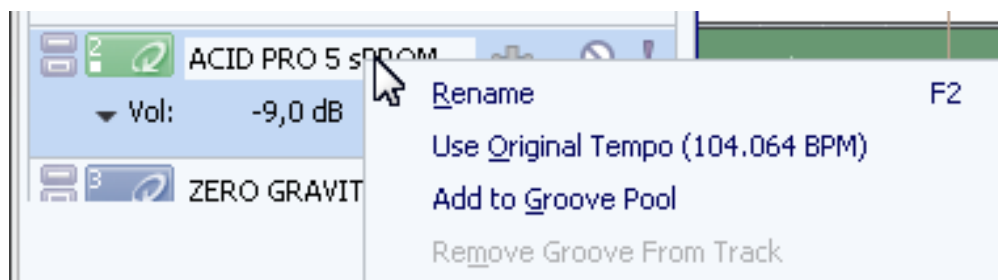 2 ACID PRO 5 sPROM
Rename F2
Vol: -9,0 dB
Use Original Tempo (104.064 BPM)
Add to Groove Pool
3 ZERO GRAVIT
Remove Groove From Track